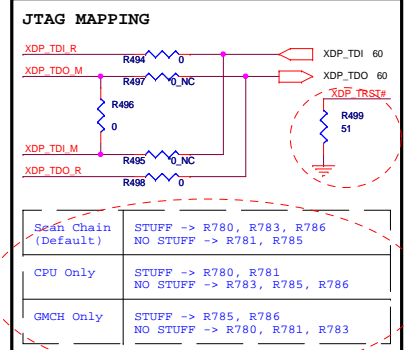 JTAG MAPPING
XDP_TDI_R
R494
0
XDP_TDI 60
XDP_TDO_M
R497
0_NC
XDP_TDO 60
XDP_TRST#
R496
0
R499
51
XDP_TDI_M
R495
0_NC
XDP_TDO_R
R498
0
Scan Chain
(Default)
STUFF -> R780, R783, R786
NO STUFF -> R781, R785
CPU Only
STUFF -> R780, R781
NO STUFF -> R783, R785, R786
GMCH Only
STUFF -> R785, R786
NO STUFF -> R780, R781, R783